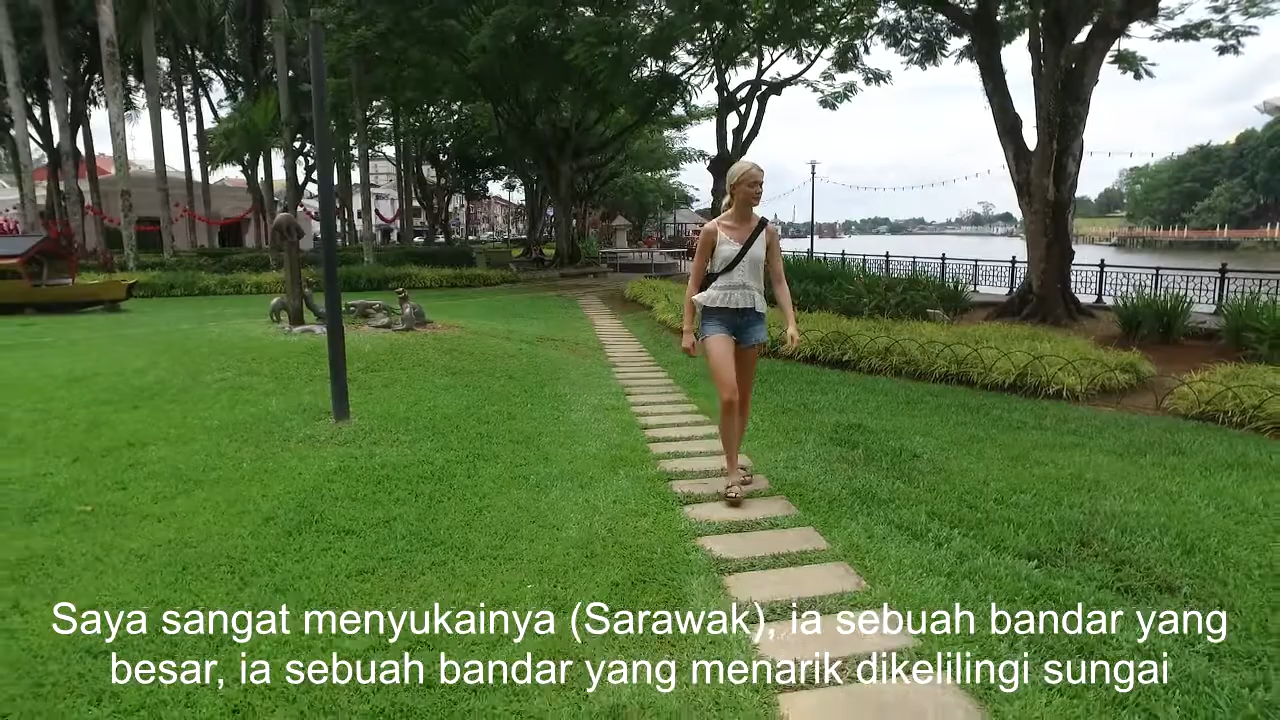 Saya sangat menyukainya (Sarawak), ia sebuah bandar yang
besar, ia sebuah bandar yang menarik dikelilingi sungai